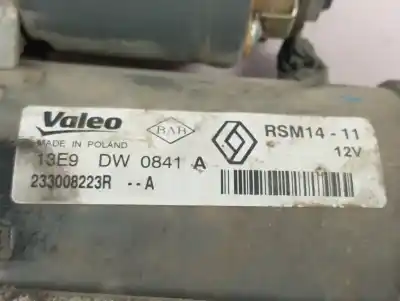 Valeo
RSM14 - 11
MADE IN POLAND
12V
13E9 DW 0841 A
233008223R --A